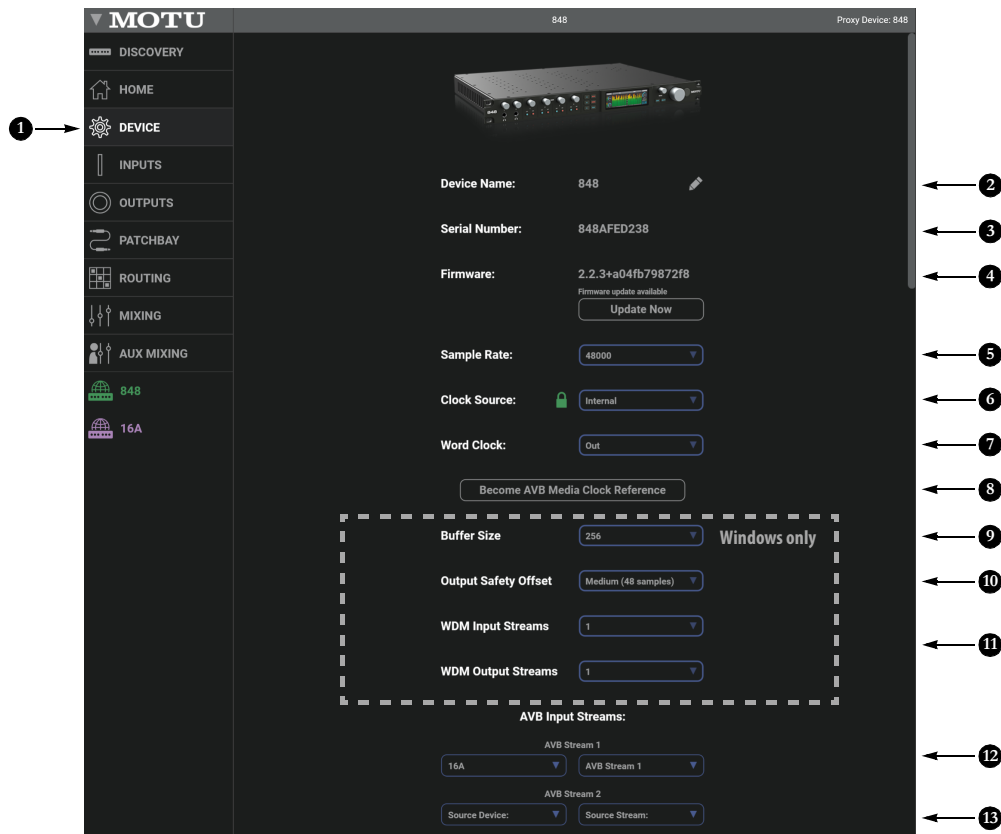 MOTU
848
Proxy Device: 848
DISCOVERY
HOME
1
DEVICE
INPUTS
OUTPUTS
PATCHBAY
ROUTING
MIXING
AUX MIXING
848
16A
Device Name:
848
2
Serial Number:
848AFED238
3
Firmware:
2.2.3+a04fb79872f8
4
Firmware update available
Update Now
Sample Rate:
48000
5
Clock Source:
Internal
6
Word Clock:
Out
7
Become AVB Media Clock Reference
8
Buffer Size
256
Windows only
9
Output Safety Offset
Medium (48 samples)
10
WDM Input Streams
1
11
WDM Output Streams
1
AVB Input Streams:
AVB Stream 1
16A
AVB Stream 1
12
AVB Stream 2
Source Device:
Source Stream:
13